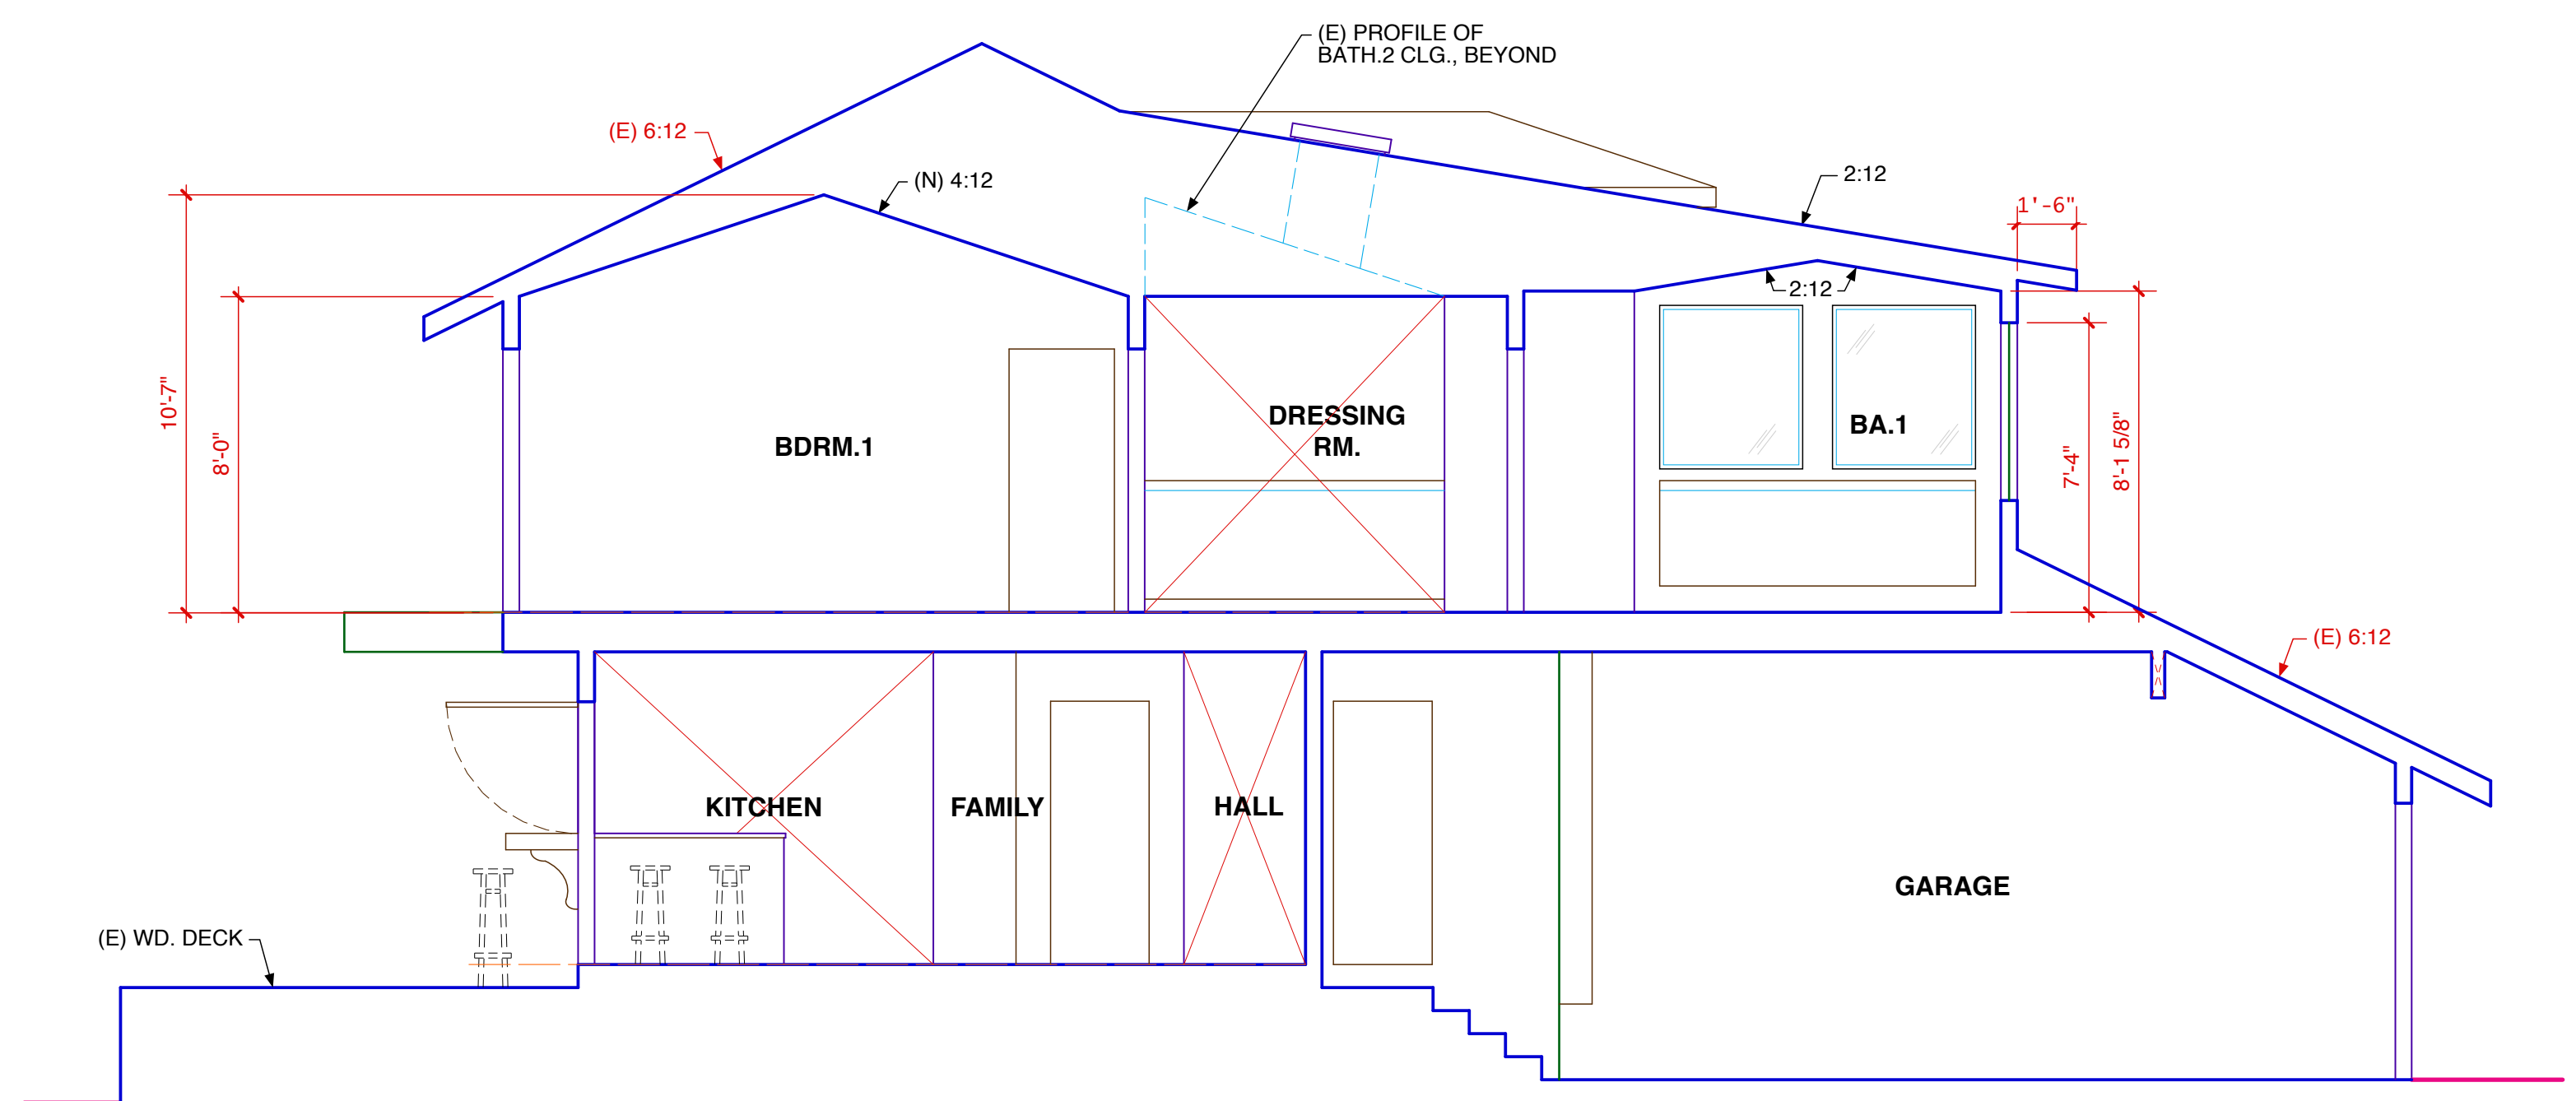 (E) PROFILE OF
BATH.2 CLG., BEYOND
(E) 6:12
(N) 4:12
2:12
1'-6"
2:12
10'-7"
8'-0"
BDRM.1
DRESSING
RM.
BA.1
7'-4"
8'-1 5/8"
(E) 6:12
KITCHEN
FAMILY
HALL
GARAGE
(E) WD. DECK